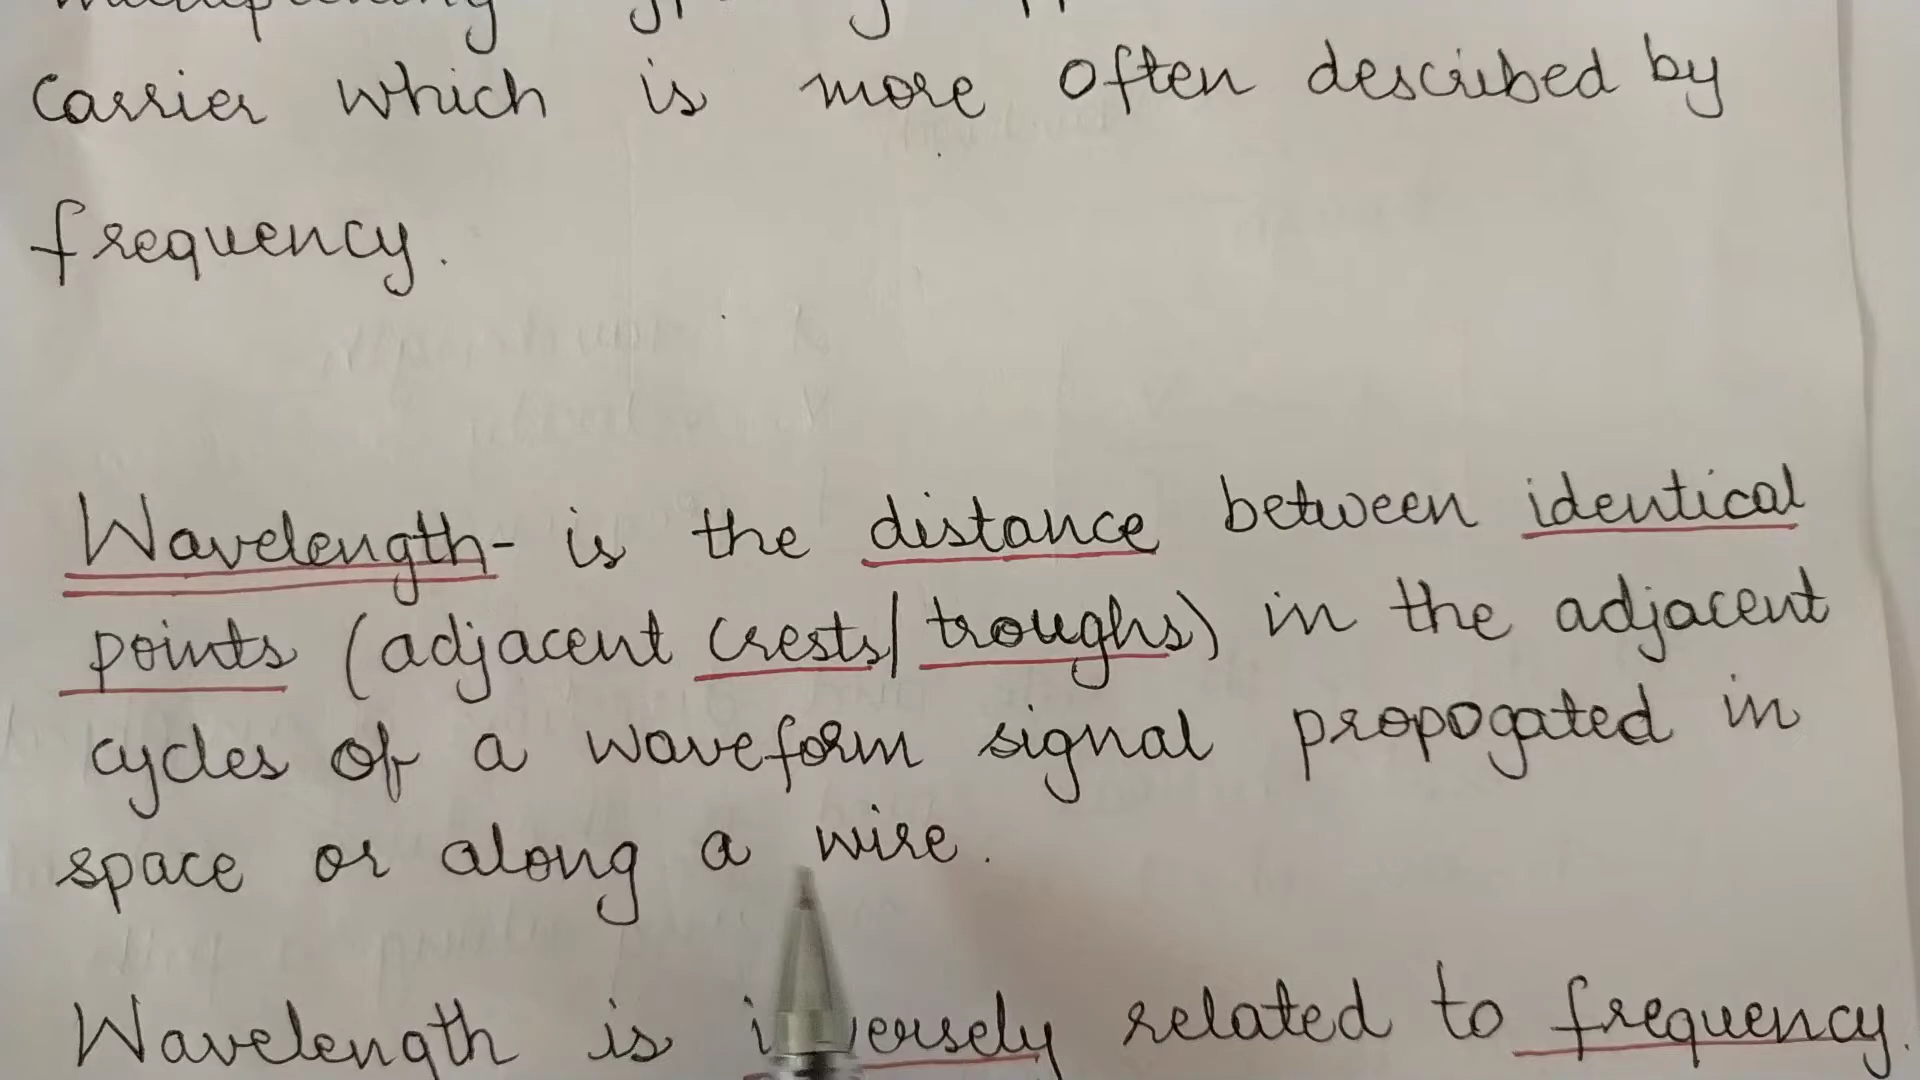 carrier which is more often described by
frequency.
Wavelength- is the distance between identical
points (adjacent crests/troughs) in the adjacent
cycles of a waveform signal propogated in
space or along a wire.
Wavelength is related to frequency.